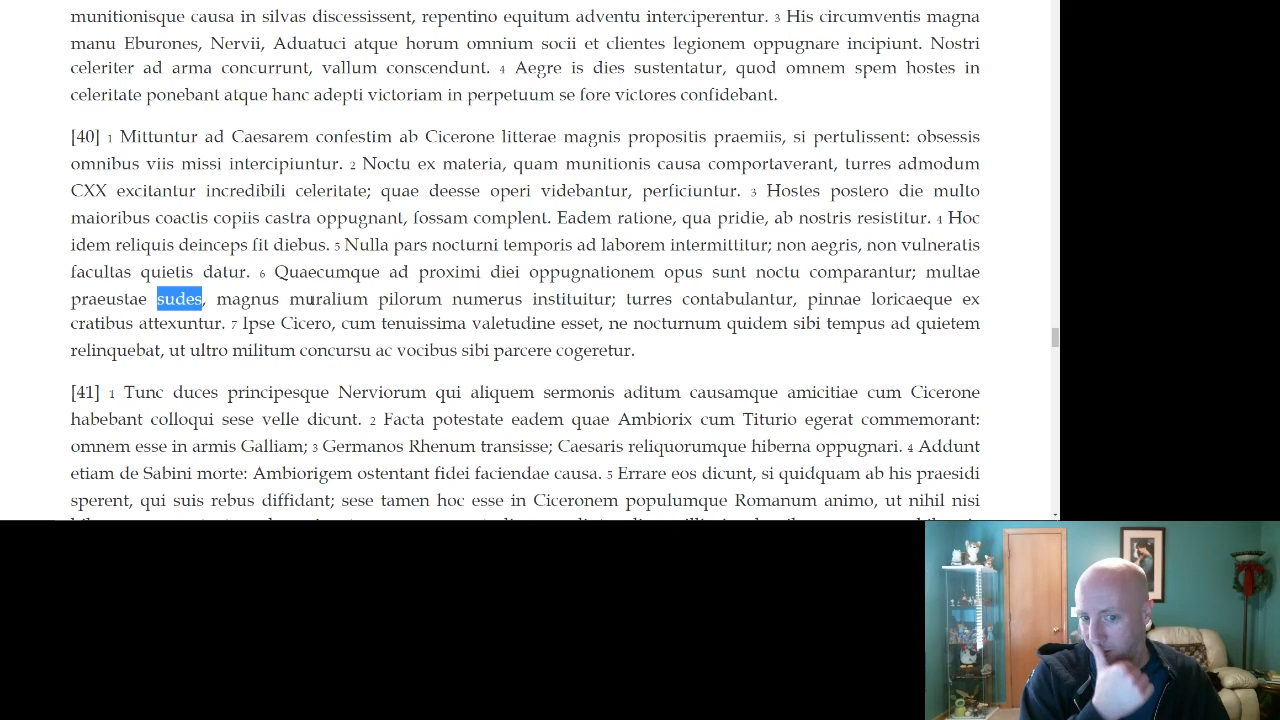 munitionisque causa in silvas discessissent, repentino equitum adventu interciperentur. 3 His circumventis magna
manu Eburones, Nervii, Aduatuci atque horum omnium socii et clientes legionem oppugnare incipiunt. Nostri
celeriter ad arma concurrunt, vallum conscendunt. 4 Aegre is dies sustentatur, quod omnem spem hostes in
celeritate ponebant atque hanc adepti victoriam in perpetuum se fore victores confidebant.
[40] 1 Mittuntur ad Caesarem confestim ab Cicerone litterae magnis propositis praemiis, si pertulissent: obsessis
omnibus viis missi intercipiuntur. 2 Noctu ex materia, quam munitionis causa comportaverant, turres admodum
CXX excitantur incredibili celeritate; quae deesse operi videbantur, perficiuntur. 3 Hostes postero die multo
maioribus coactis copiis castra oppugnant, fossam complent. Eadem ratione, qua pridie, ab nostris resistitur. 4 Hoc
idem reliquis deinceps fit diebus. 5 Nulla pars nocturni temporis ad laborem intermittitur; non aegris, non vulneratis
facultas quietis datur. 6 Quaecumque ad proximi diei oppugnationem opus sunt noctu comparantur; multae
praeustae sudes, magnus muralium pilorum numerus instituitur; turres contabulantur, pinnae loricaeque ex
cratibus attexuntur. 7 Ipse Cicero, cum tenuissima valetudine esset, ne nocturnum quidem sibi tempus ad quietem
relinquebat, ut ultro militum concursu ac vocibus sibi parcere cogeretur.
[41] 1 Tunc duces principesque Nerviorum qui aliquem sermonis aditum causamque amicitiae cum Cicerone
habebant colloqui sese velle dicunt. 2 Facta potestate eadem quae Ambiorix cum Titurio egerat commemorant:
omnem esse in armis Galliam; 3 Germanos Rhenum transisse; Caesaris reliquorumque hiberna oppugnari. 4 Addunt
etiam de Sabini morte: Ambiorigem ostentant fidei faciendae causa. 5 Errare eos dicunt, si quidquam ab his praesidi
sperent, qui suis rebus diffidant; sese tamen hoc esse in Ciceronem populumque Romanum animo, ut nihil nisi